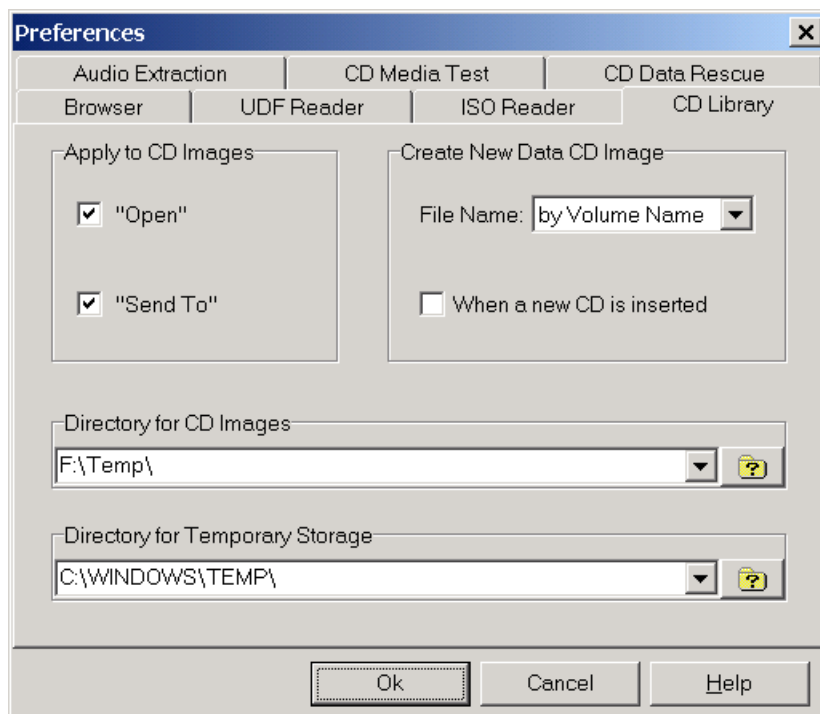 Preferences
Audio Extraction CD Media Test CD Data Rescue
Browser UDF Reader ISO Reader CD Library
Apply to CD Images Create New Data CD Image
"Open" File Name: by Volume Name
"Send To" When a new CD is inserted
Directory for CD Images
F:\Temp\
Directory for Temporary Storage
C:\WINDOWS\TEMP\
Ok Cancel Help